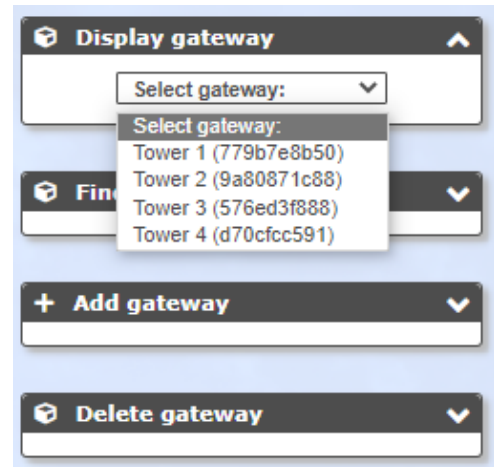 Display gateway
Select gateway:
Select gateway:
Tower 1 (779b7e8b50)
Tower 2 (9a80871c88)
Tower 3 (576ed3f888)
Tower 4 (d70cfcc591)
Add gateway
Delete gateway